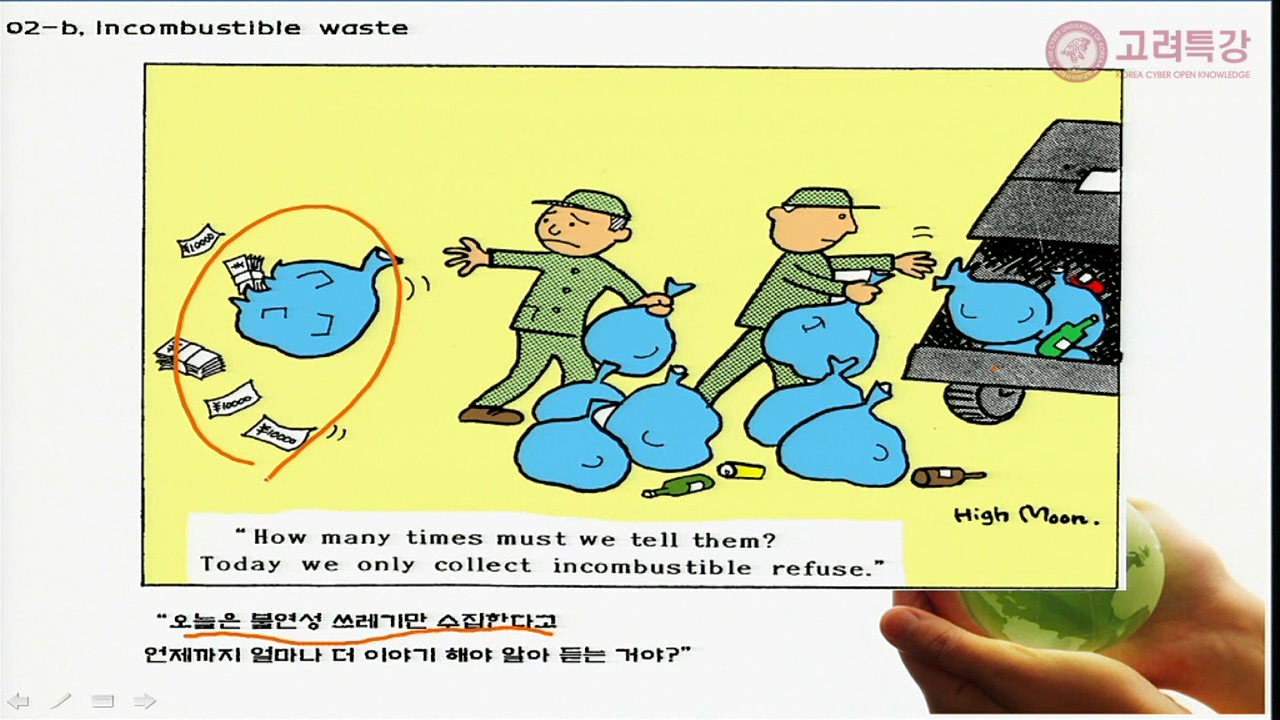 02-b. Incombustible waste
고려특강
KOREA CYBER OPEN KNOWLEDGE
¥10000
¥10000
¥10000
High Moon.
“How many times must we tell them?
Today we only collect incombustible refuse.”
“오늘은 불연성 쓰레기만 수집한다고
언제까지 얼마나 더 이야기 해야 알아 듣는 거야?”